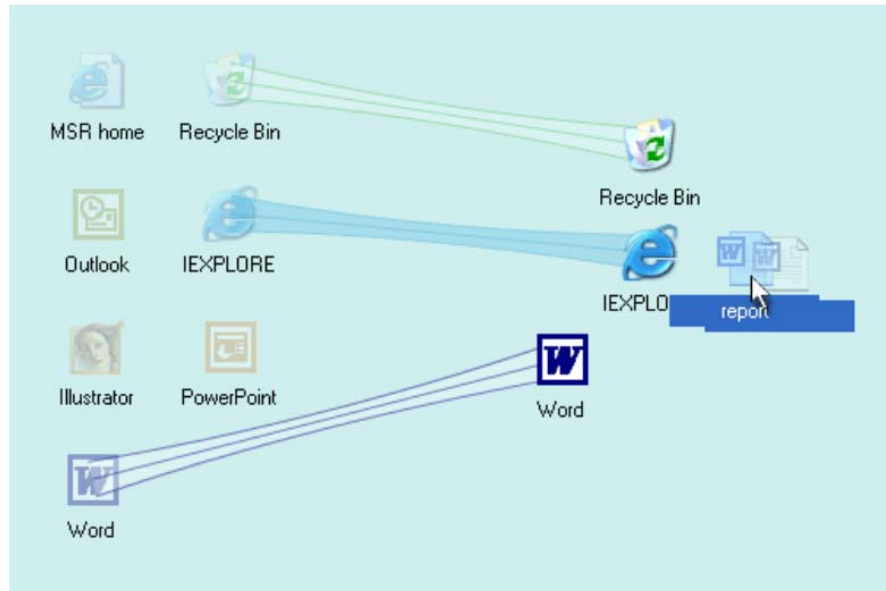 MSR home
Recycle Bin
Recycle Bin
Outlook
IEXPLORE
IEXPLO
report
Illustrator
PowerPoint
Word
Word